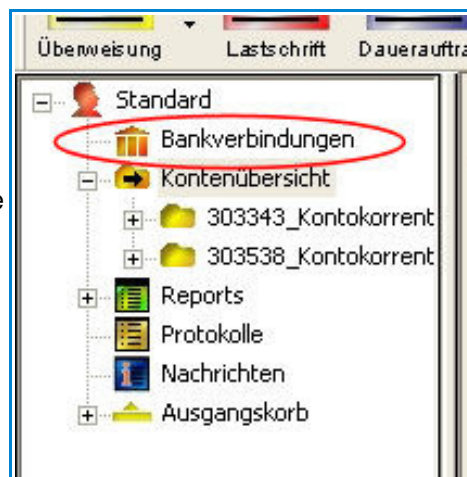 Überweisung Lastschrift Dauerauftra
Standard
Bankverbindungen
e
Kontenübersicht
303343_Kontokorrent
303538_Kontokorrent
Reports
Protokolle
Nachrichten
Ausgangskorb